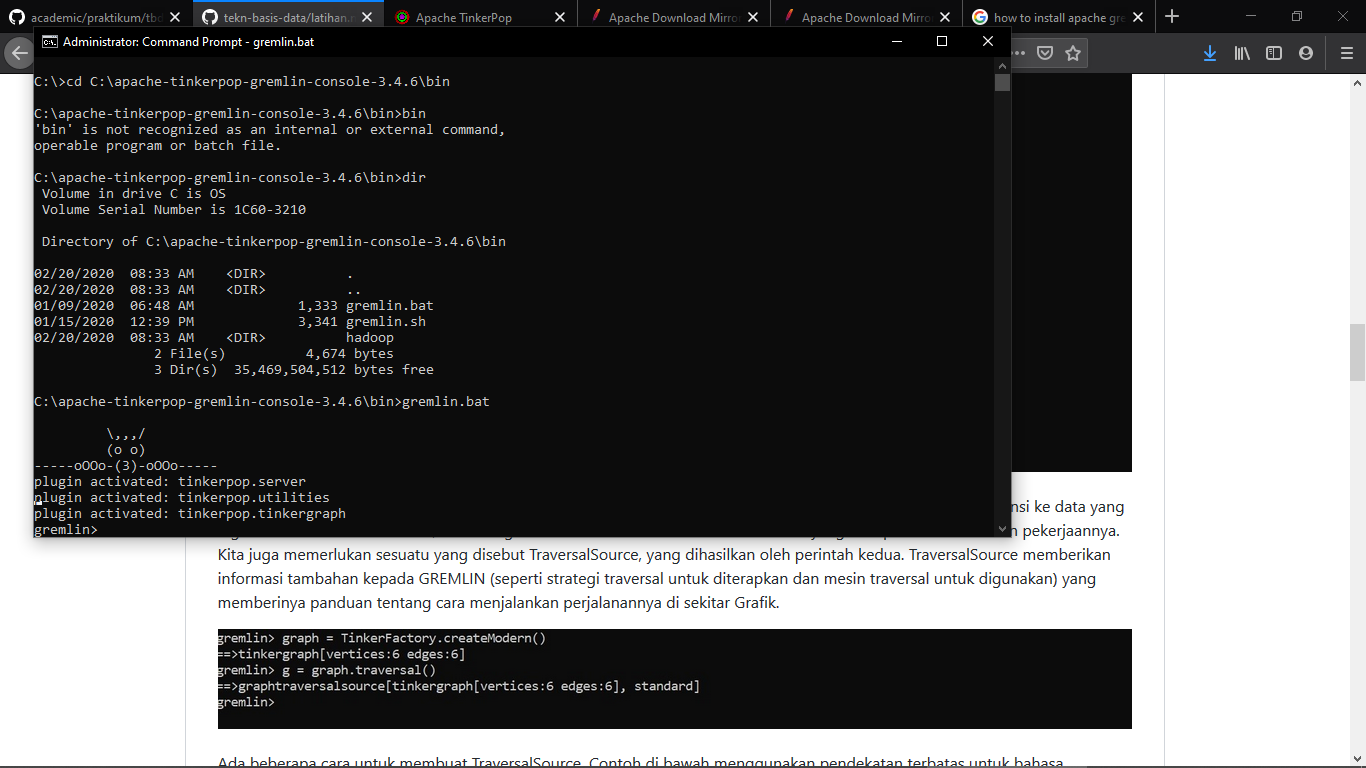 academic/praktikum/tbd
tekn-basis-data/latihan.m
Apache TinkerPop
Apache Download Mirro
Apache Download Mirro
how to install apache gre
Administrator: Command Prompt - gremlin.bat
C:\>cd C:\apache-tinkerpop-gremlin-console-3.4.6\bin
C:\apache-tinkerpop-gremlin-console-3.4.6\bin>bin
'bin' is not recognized as an internal or external command,
operable program or batch file.
C:\apache-tinkerpop-gremlin-console-3.4.6\bin>dir
Volume in drive C is OS
Volume Serial Number is 1C60-3210
Directory of C:\apache-tinkerpop-gremlin-console-3.4.6\bin
02/20/2020  08:33 AM    <DIR>          .
02/20/2020  08:33 AM    <DIR>          ..
01/09/2020  06:48 AM             1,333 gremlin.bat
01/15/2020  12:39 PM             3,341 gremlin.sh
02/20/2020  08:33 AM    <DIR>          hadoop
2 File(s)          4,674 bytes
3 Dir(s)  35,469,504,512 bytes free
C:\apache-tinkerpop-gremlin-console-3.4.6\bin>gremlin.bat
\,,,/
(o o)
-----oOOo-(3)-oOOo-----
plugin activated: tinkerpop.server
plugin activated: tinkerpop.utilities
plugin activated: tinkerpop.tinkergraph
gremlin>
nsi ke data yang
n pekerjaannya.
Kita juga memerlukan sesuatu yang disebut TraversalSource, yang dihasilkan oleh perintah kedua. TraversalSource memberikan
informasi tambahan kepada GREMLIN (seperti strategi traversal untuk diterapkan dan mesin traversal untuk digunakan) yang
memberinya panduan tentang cara menjalankan perjalanannya di sekitar Grafik.
gremlin> graph = TinkerFactory.createModern()
==>tinkergraph[vertices:6 edges:6]
gremlin> g = graph.traversal()
==>graphtraversalsource[tinkergraph[vertices:6 edges:6], standard]
gremlin>
Ada beberapa cara untuk membuat TraversalSource. Contoh di bawah menggunakan pendekatan terbatas untuk bahasa